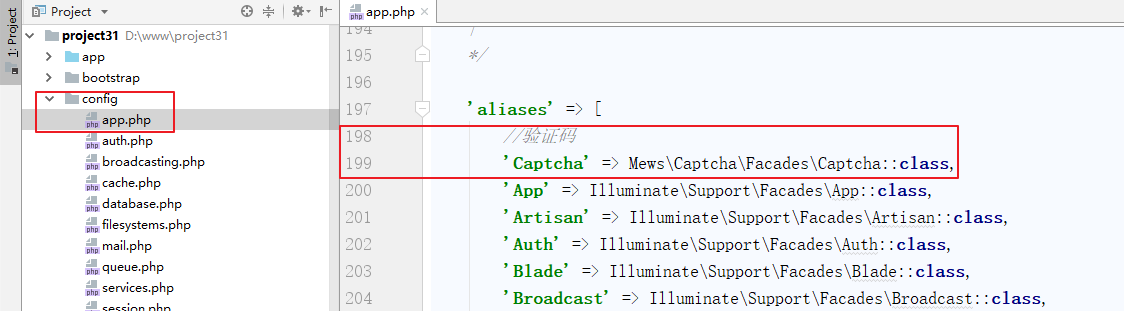 1: Project
Project
project31 D:\www\project31
app
bootstrap
config
app.php
auth.php
broadcasting.php
cache.php
database.php
filesystems.php
mail.php
queue.php
services.php
session.php
app.php
194
195 */
196
197 'aliases' => [
198 //验证码
199 'Captcha' => Mews\Captcha\Facades\Captcha::class,
200 'App' => Illuminate\Support\Facades\App::class,
201 'Artisan' => Illuminate\Support\Facades\Artisan::class,
202 'Auth' => Illuminate\Support\Facades\Auth::class,
203 'Blade' => Illuminate\Support\Facades\Blade::class,
204 'Broadcast' => Illuminate\Support\Facades\Broadcast::class,